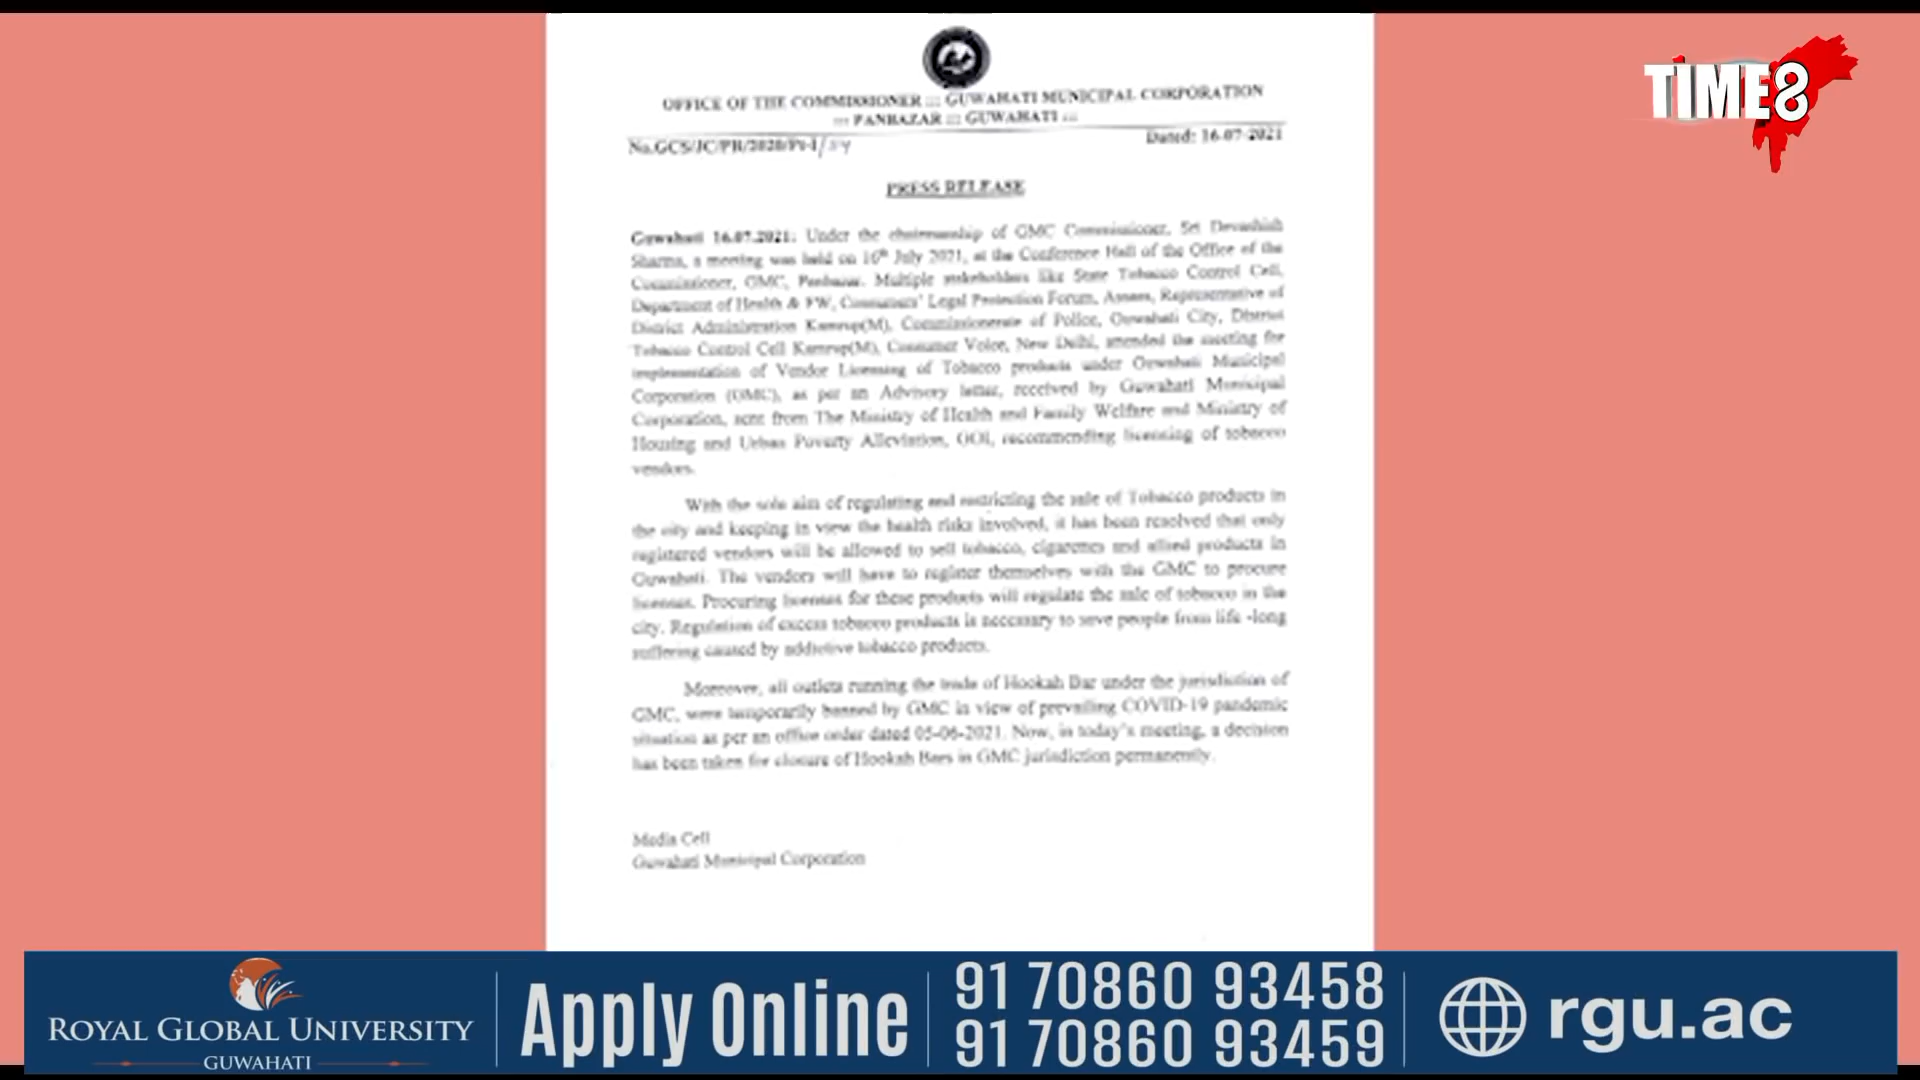 TIME8
OFFICE OF THE COMMISSIONER ::: GUWAHATI MUNICIPAL CORPORATION
::: PANBAZAR ::: GUWAHATI :::
No.GCS/JC/PR/2020/Pt-I/
Dated: 16-07-2021
PRESS RELEASE
Guwahati 16.07.2021: Under the chairmanship of GMC Commissioner, Sri Devashish
Sharma, a meeting was held on 16th July 2021, at the Conference Hall of the Office of the
Commissioner, GMC, Panbazar. Multiple stakeholders like State Tobacco Control Cell,
Department of Health & FW, Consumers' Legal Protection Forum, Assam, Representative of
District Administration Kamrup(M), Commissionerate of Police, Guwahati City, District
Tobacco Control Cell Kamrup(M), Consumer Voice, New Delhi, attended the meeting for
implementation of Vendor Licensing of Tobacco products under Guwahati Municipal
Corporation (GMC), as per an Advisory letter, received by Guwahati Municipal
Corporation, sent from The Ministry of Health and Family Welfare and Ministry of
Housing and Urban Poverty Alleviation, GOI, recommending licensing of tobacco
vendors.
With the sole aim of regulating and restricting the sale of Tobacco products in
the city and keeping in view the health risks involved, it has been resolved that only
registered vendors will be allowed to sell tobacco, cigarettes and allied products in
Guwahati. The vendors will have to register themselves with the GMC to procure
licenses. Procuring licenses for these products will regulate the sale of tobacco in the
city. Regulation of excess tobacco products is necessary to save people from life -long
suffering caused by addictive tobacco products.
Moreover, all outlets running the trade of Hookah Bar under the jurisdiction of
GMC, were temporarily banned by GMC in view of prevailing COVID-19 pandemic
situation as per an office order dated 05-06-2021. Now, in today's meeting, a decision
has been taken for closure of Hookah Bars in GMC jurisdiction permanently.
Media Cell
Guwahati Municipal Corporation
ROYAL GLOBAL UNIVERSITY
GUWAHATI
Apply Online
91 70860 93458
91 70860 93459
rgu.ac